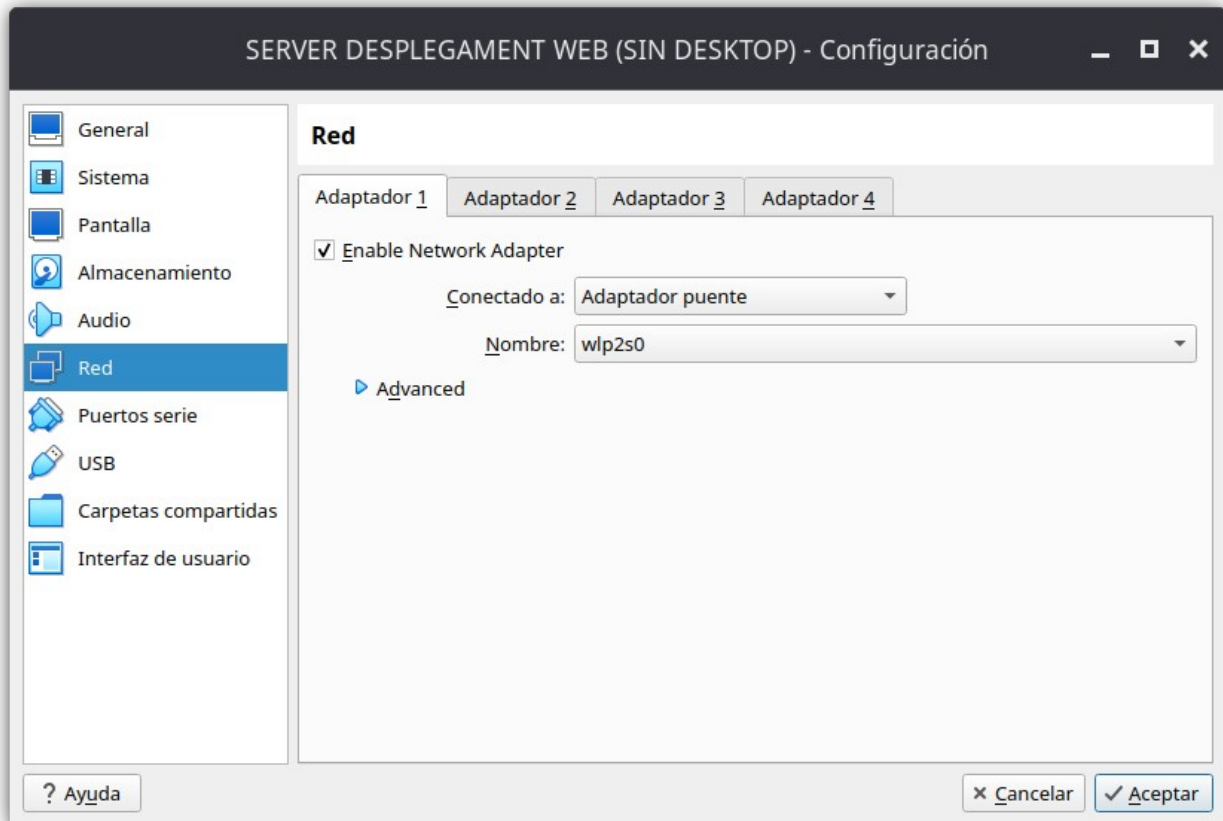 SERVER DESPLEGAMENT WEB (SIN DESKTOP) - Configuración
General
Sistema
Pantalla
Almacenamiento
Audio
Red
Puertos serie
USB
Carpetas compartidas
Interfaz de usuario
Red
Adaptador 1 Adaptador 2 Adaptador 3 Adaptador 4
Enable Network Adapter
Conectado a: Adaptador puente
Nombre: wlp2s0
Advanced
? Ayuda
Cancelar Aceptar